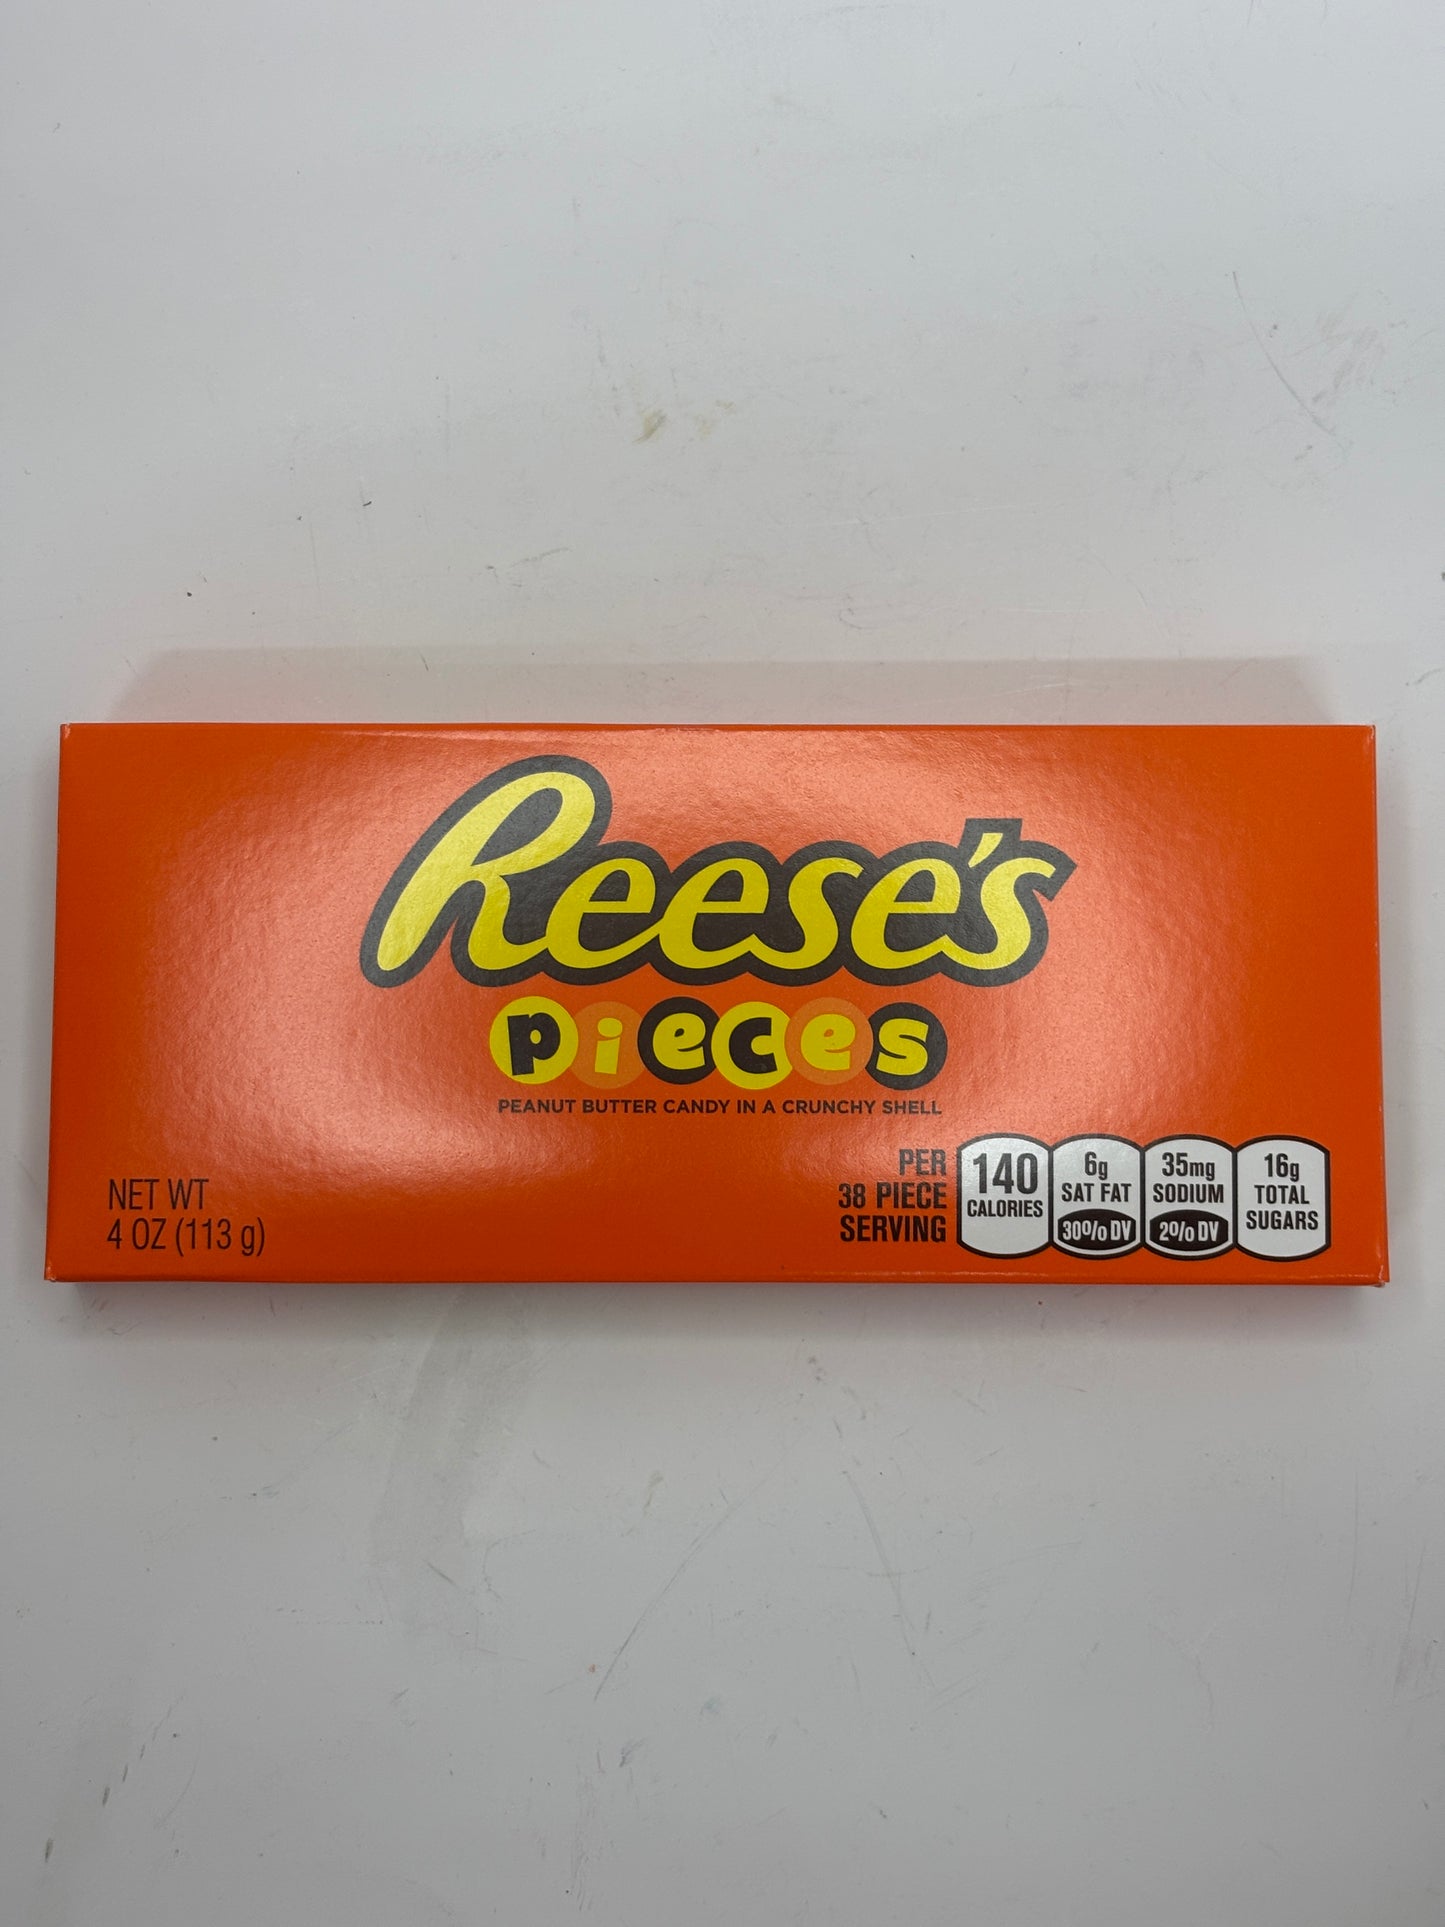 Reese's
Pieces
PEANUT BUTTER CANDY IN A CRUNCHY SHELL
NET WT
4 OZ (113 g)
PER
38 PIECE
SERVING
140
CALORIES
6g
SAT FAT
30% DV
35mg
SODIUM
2% DV
16g
TOTAL
SUGARS